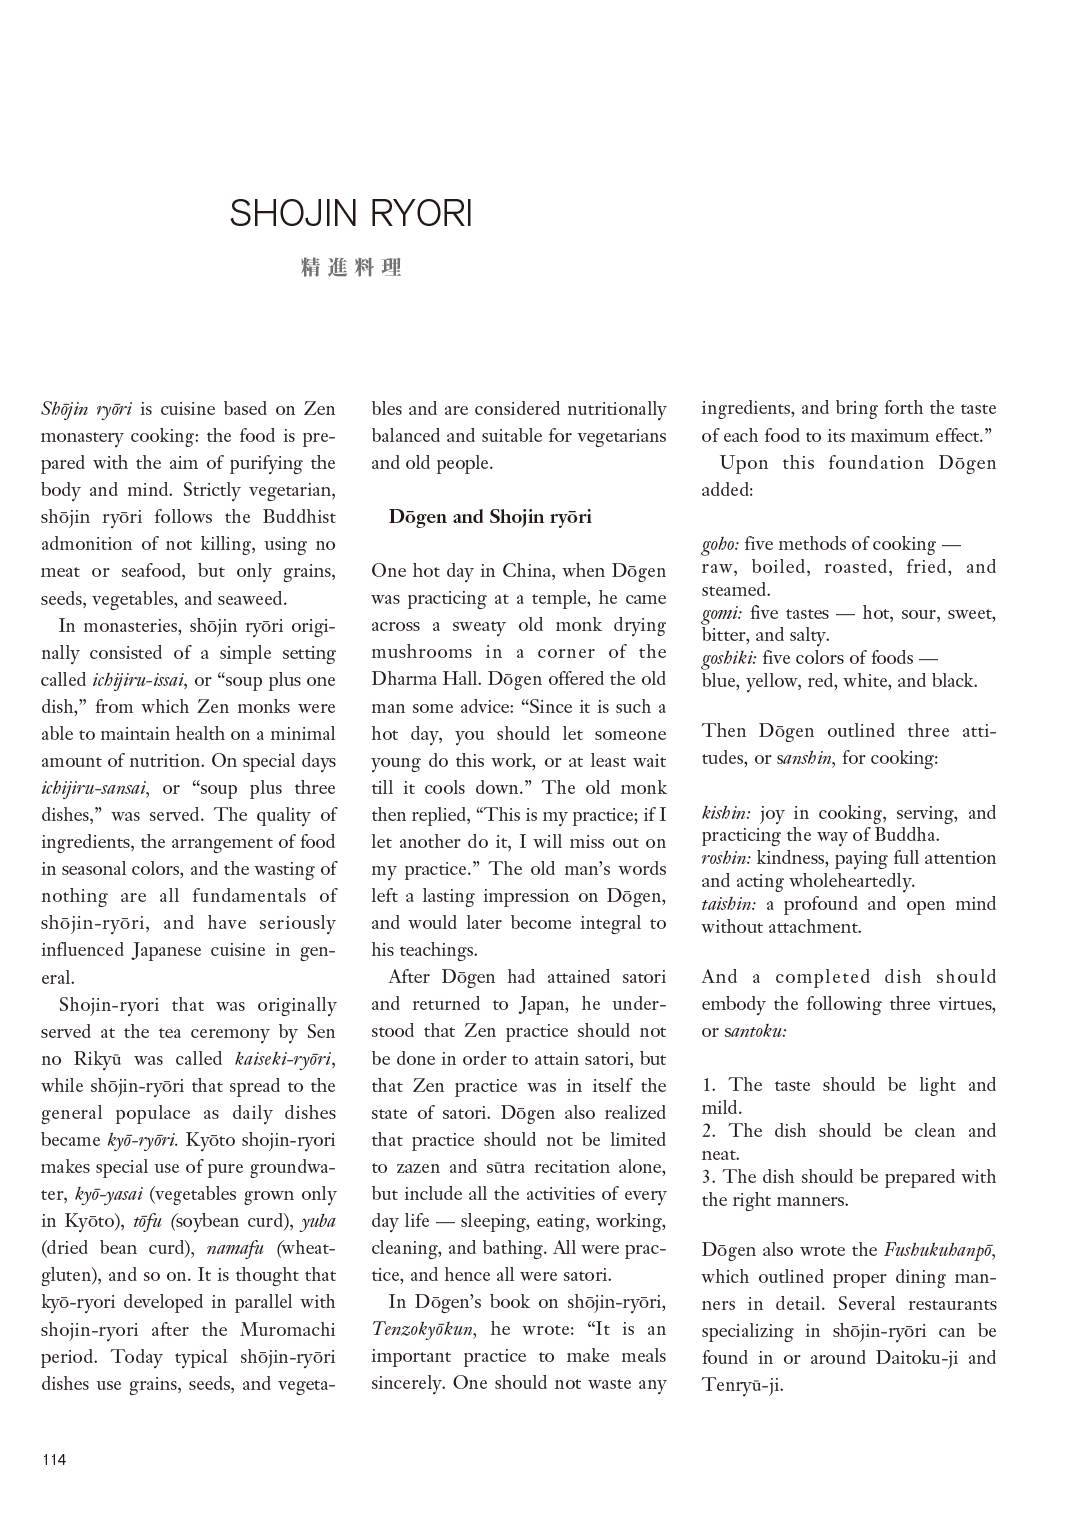 SHOJIN RYORI
精進料理
Shōjin ryōri is cuisine based on Zen
monastery cooking: the food is pre-
pared with the aim of purifying the
body and mind. Strictly vegetarian,
shōjin ryōri follows the Buddhist
admonition of not killing, using no
meat or seafood, but only grains,
seeds, vegetables, and seaweed.
In monasteries, shōjin ryōri origi-
nally consisted of a simple setting
called ichijiru-issai, or “soup plus one
dish,” from which Zen monks were
able to maintain health on a minimal
amount of nutrition. On special days
ichijiru-sansai, or “soup plus three
dishes,” was served. The quality of
ingredients, the arrangement of food
in seasonal colors, and the wasting of
nothing are all fundamentals of
shōjin-ryōri, and have seriously
influenced Japanese cuisine in gen-
eral.
Shojin-ryori that was originally
served at the tea ceremony by Sen
no Rikyū was called kaiseki-ryōri,
while shōjin-ryōri that spread to the
general populace as daily dishes
became kyō-ryōri. Kyōto shojin-ryori
makes special use of pure groundwa-
ter, kyō-yasai (vegetables grown only
in Kyōto), tōfu (soybean curd), yuba
(dried bean curd), namafu (wheat-
gluten), and so on. It is thought that
kyō-ryori developed in parallel with
shojin-ryori after the Muromachi
period. Today typical shōjin-ryōri
dishes use grains, seeds, and vegeta-
bles and are considered nutritionally
balanced and suitable for vegetarians
and old people.
Dōgen and Shojin ryōri
One hot day in China, when Dōgen
was practicing at a temple, he came
across a sweaty old monk drying
mushrooms in a corner of the
Dharma Hall. Dōgen offered the old
man some advice: “Since it is such a
hot day, you should let someone
young do this work, or at least wait
till it cools down.” The old monk
then replied, “This is my practice; if I
let another do it, I will miss out on
my practice.” The old man’s words
left a lasting impression on Dōgen,
and would later become integral to
his teachings.
After Dōgen had attained satori
and returned to Japan, he under-
stood that Zen practice should not
be done in order to attain satori, but
that Zen practice was in itself the
state of satori. Dōgen also realized
that practice should not be limited
to zazen and sūtra recitation alone,
but include all the activities of every
day life — sleeping, eating, working,
cleaning, and bathing. All were prac-
tice, and hence all were satori.
In Dōgen’s book on shōjin-ryōri,
Tenzokyōkun, he wrote: “It is an
important practice to make meals
sincerely. One should not waste any
ingredients, and bring forth the taste
of each food to its maximum effect.”
Upon this foundation Dōgen
added:
goho: five methods of cooking —
raw, boiled, roasted, fried, and
steamed.
gomi: five tastes — hot, sour, sweet,
bitter, and salty.
goshiki: five colors of foods —
blue, yellow, red, white, and black.
Then Dōgen outlined three atti-
tudes, or sanshin, for cooking:
kishin: joy in cooking, serving, and
practicing the way of Buddha.
roshin: kindness, paying full attention
and acting wholeheartedly.
taishin: a profound and open mind
without attachment.
And a completed dish should
embody the following three virtues,
or santoku:
1. The taste should be light and
mild.
2. The dish should be clean and
neat.
3. The dish should be prepared with
the right manners.
Dōgen also wrote the Fushukuhanpō,
which outlined proper dining man-
ners in detail. Several restaurants
specializing in shōjin-ryōri can be
found in or around Daitoku-ji and
Tenryū-ji.
114